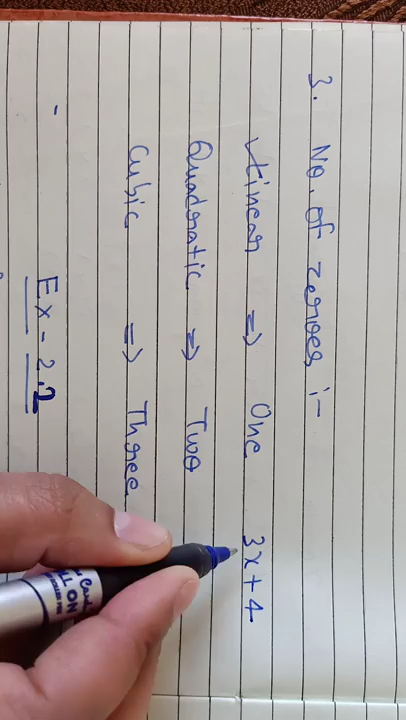 3. No. of zeroes :-
Linear => One 3x+4
Quadratic => Two
Cubic => Three
Ex - 2.2